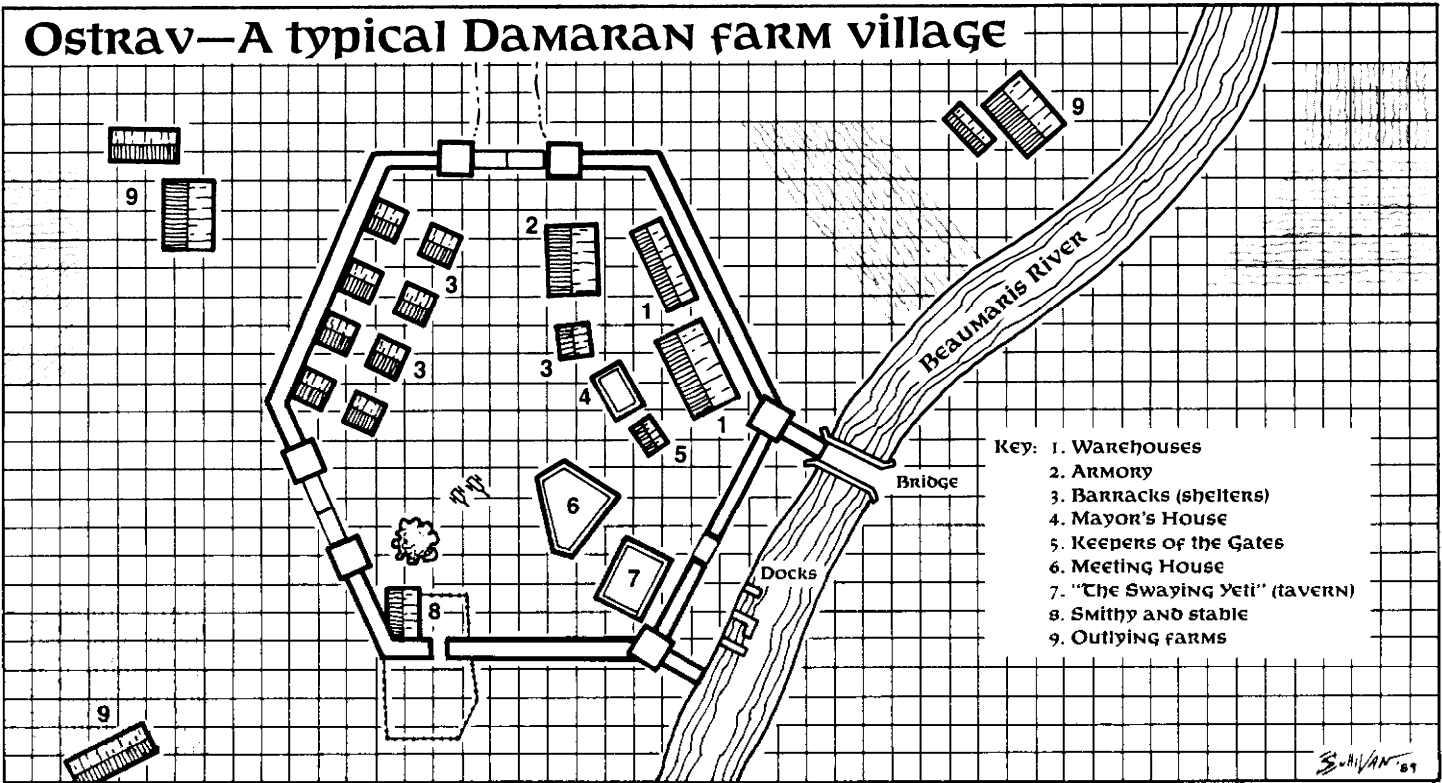 Ostrav—A typical Damaran farm village
9
9
2
3
1
3
3
4
1
5
Beaumaris River
Key: 1. Warehouses
2. Armory
3. Barracks (shelters)
4. Mayor's House
5. Keepers of the Gates
6. Meeting House
7. "The Swaying Yeti" (tavern)
8. Smithy and stable
9. Outlying farms
Bridge
6
Docks
7
8
9
Sullivan '89